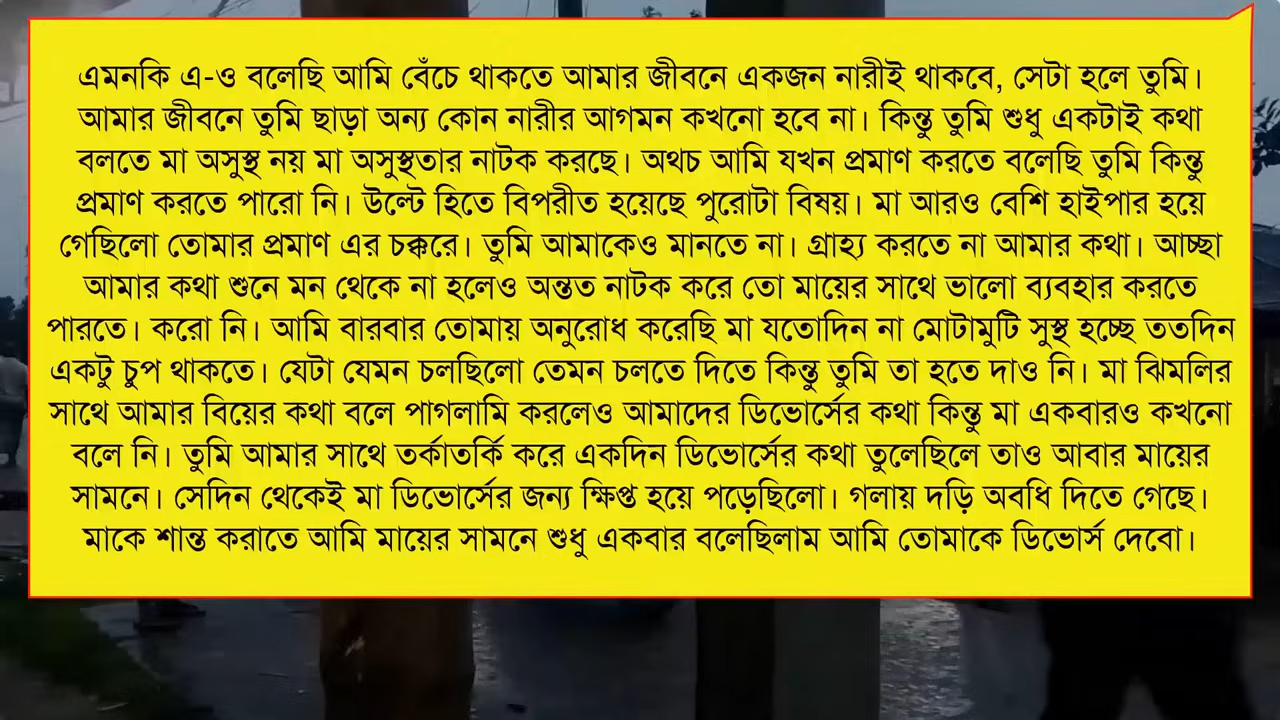 এমনকি এ-ও বলেছি আমি বেঁচে থাকতে আমার জীবনে একজন নারীই থাকবে, সেটা হলে তুমি।
আমার জীবনে তুমি ছাড়া অন্য কোন নারীর আগমন কখনো হবে না। কিন্তু তুমি শুধু একটাই কথা
বলতে মা অসুস্থ নয় মা অসুস্থতার নাটক করছে। অথচ আমি যখন প্রমাণ করতে বলেছি তুমি কিন্তু
প্রমাণ করতে পারো নি। উল্টে হিতে বিপরীত হয়েছে পুরোটা বিষয়। মা আরও বেশি হাইপার হয়ে
গেছিলো তোমার প্রমাণ এর চক্করে। তুমি আমাকেও মানতে না। গ্রাহ্য করতে না আমার কথা। আচ্ছা
আমার কথা শুনে মন থেকে না হলেও অন্তত নাটক করে তো মায়ের সাথে ভালো ব্যবহার করতে
পারতে। করো নি। আমি বারবার তোমায় অনুরোধ করেছি মা যতোদিন না মোটামুটি সুস্থ হচ্ছে ততদিন
একটু চুপ থাকতে। যেটা যেমন চলছিলো তেমন চলতে দিতে কিন্তু তুমি তা হতে দাও নি। মা ঝিমলির
সাথে আমার বিয়ের কথা বলে পাগলামি করলেও আমাদের ডিভোর্সের কথা কিন্তু মা একবারও কখনো
বলে নি। তুমি আমার সাথে তর্কাতর্কি করে একদিন ডিভোর্সের কথা তুলেছিলে তাও আবার মায়ের
সামনে। সেদিন থেকেই মা ডিভোর্সের জন্য ক্ষিপ্ত হয়ে পড়েছিলো। গলায় দড়ি অবধি দিতে গেছে।
মাকে শান্ত করাতে আমি মায়ের সামনে শুধু একবার বলেছিলাম আমি তোমাকে ডিভোর্স দেবো।